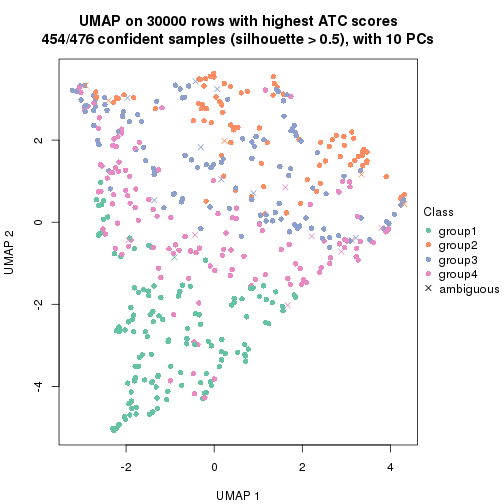 UMAP on 30000 rows with highest ATC scores
454/476 confident samples (silhouette > 0.5), with 10 PCs
2
0
-2
-4
UMAP 2
-2
0
2
4
UMAP 1
Class
group1
group2
group3
group4
ambiguous